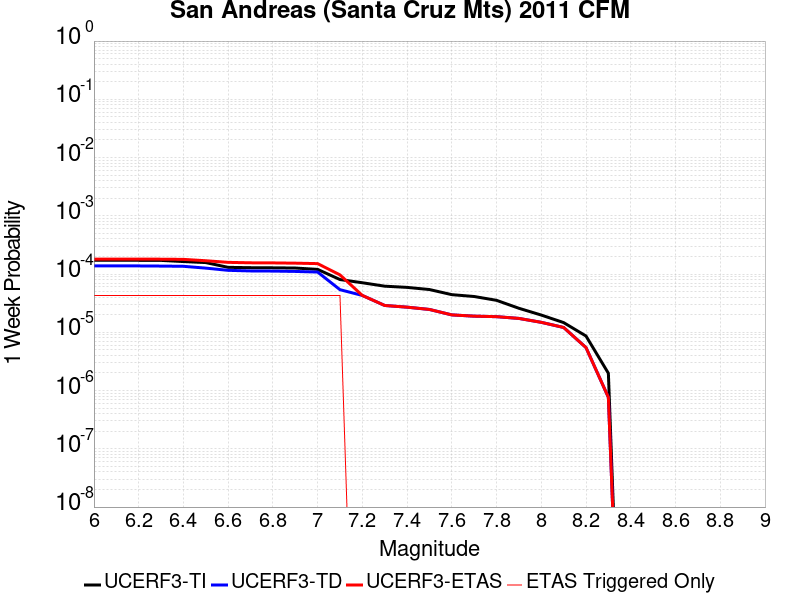 San Andreas (Santa Cruz Mts) 2011 CFM
10 0
10 -1
10 -2
10 -3
10 -4
10 -5
10 -6
10 -7
10 -8
1 Week Probability
6 6.2 6.4 6.6 6.8 7 7.2 7.4 7.6 7.8 8 8.2 8.4 8.6 8.8 9
Magnitude
UCERF3-TI UCERF3-TD UCERF3-ETAS ETAS Triggered Only